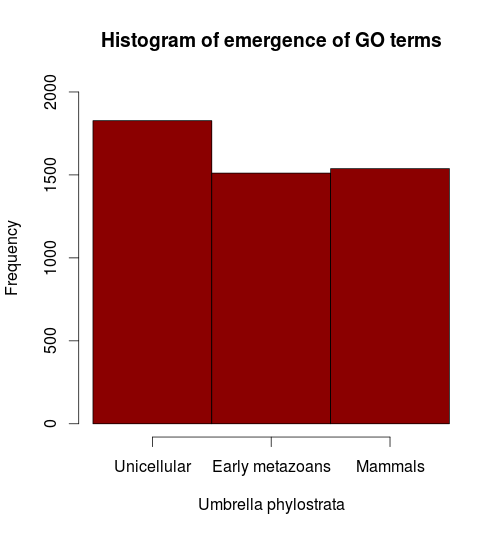 Histogram of emergence of GO terms
2000
1500
1000
500
0
Frequency
Unicellular Early metazoans Mammals
Umbrella phylostrata